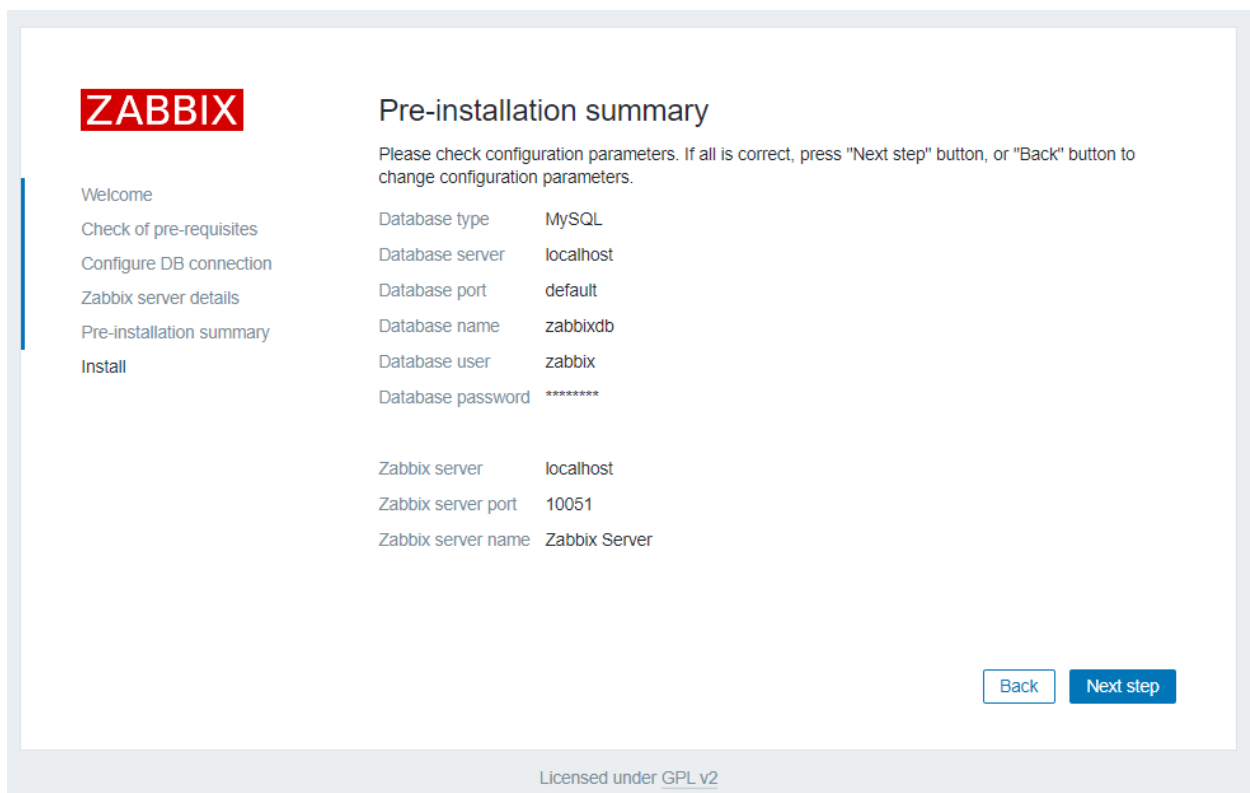 ZABBIX
Welcome
Check of pre-requisites
Configure DB connection
Zabbix server details
Pre-installation summary
Install
Pre-installation summary
Please check configuration parameters. If all is correct, press "Next step" button, or "Back" button to
change configuration parameters.
Database type MySQL
Database server localhost
Database port default
Database name zabbixdb
Database user zabbix
Database password ********
Zabbix server localhost
Zabbix server port 10051
Zabbix server name Zabbix Server
Back Next step
Licensed under GPL v2